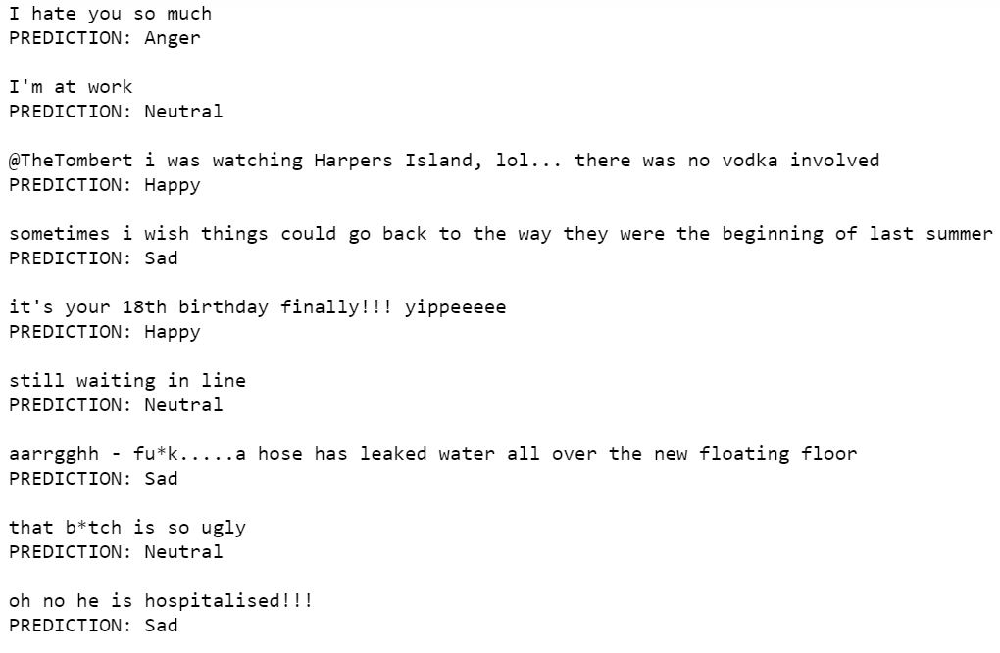 I hate you so much
PREDICTION: Anger
I'm at work
PREDICTION: Neutral
@TheTombert i was watching Harpers Island, lol... there was no vodka involved
PREDICTION: Happy
sometimes i wish things could go back to the way they were the beginning of last summer
PREDICTION: Sad
it's your 18th birthday finally!!! yippeeeee
PREDICTION: Happy
still waiting in line
PREDICTION: Neutral
aarrgghh - fu*k.....a hose has leaked water all over the new floating floor
PREDICTION: Sad
that b*tch is so ugly
PREDICTION: Neutral
oh no he is hospitalised!!!
PREDICTION: Sad